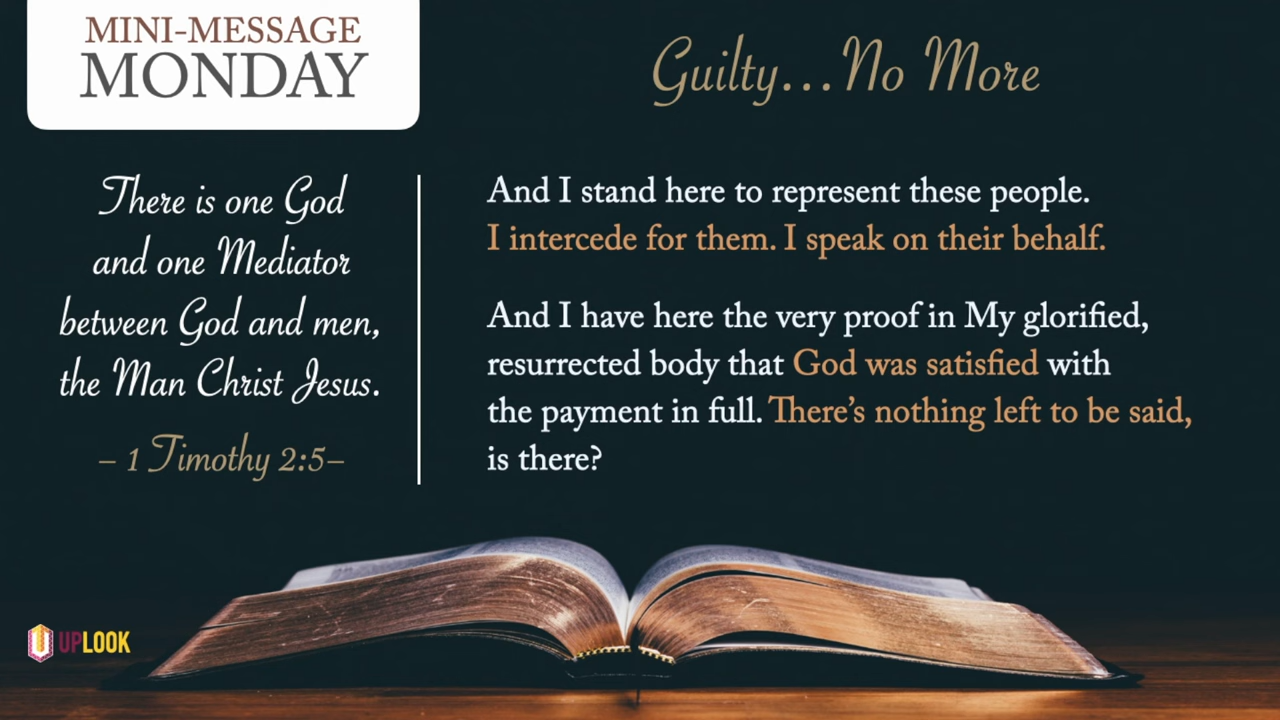 MINI-MESSAGE
MONDAY
Guilty...No More
There is one God
and one Mediator
between God and men,
the Man Christ Jesus.
– 1 Timothy 2:5–
And I stand here to represent these people.
I intercede for them. I speak on their behalf.
And I have here the very proof in My glorified,
resurrected body that God was satisfied with
the payment in full. There’s nothing left to be said,
is there?
UPLOOK